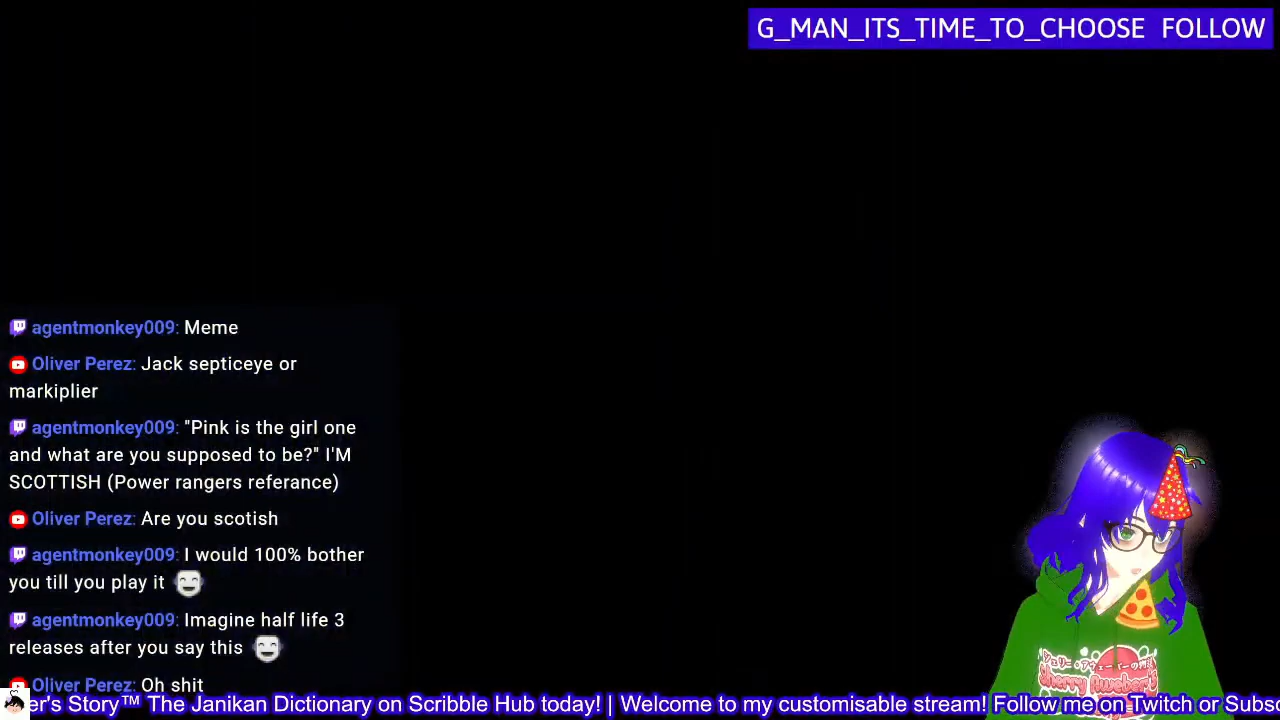 G_MAN_ITS_TIME_TO_CHOOSE FOLLOW
agentmonkey009: Meme
Oliver Perez: Jack septiceye or
markiplier
agentmonkey009: "Pink is the girl one
and what are you supposed to be?" I'M
SCOTTISH (Power rangers referance)
Oliver Perez: Are you scotish
agentmonkey009: I would 100% bother
you till you play it
agentmonkey009: Imagine half life 3
releases after you say this
Oliver Perez: Oh shit
Sherry Aweber's
er's Story™ The Janikan Dictionary on Scribble Hub today! | Welcome to my customisable stream! Follow me on Twitch or Subsc